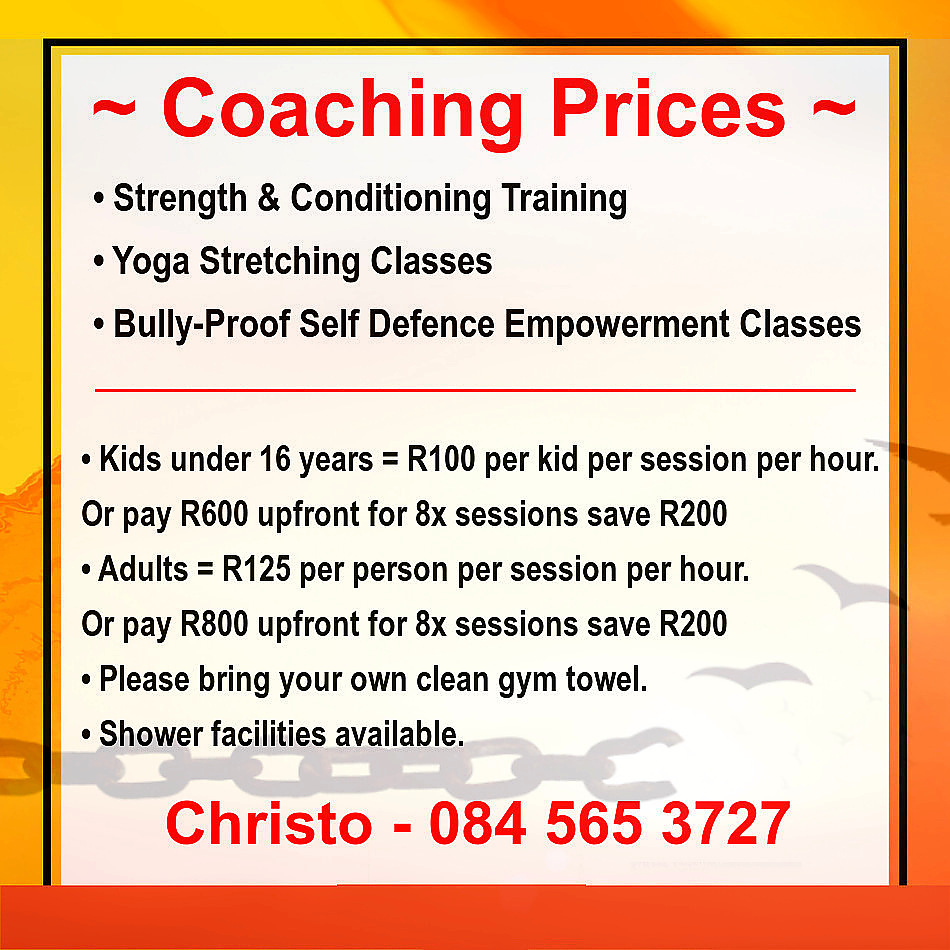 ~ Coaching Prices ~
• Strength & Conditioning Training
• Yoga Stretching Classes
• Bully-Proof Self Defence Empowerment Classes
• Kids under 16 years = R100 per kid per session per hour.
Or pay R600 upfront for 8x sessions save R200
• Adults = R125 per person per session per hour.
Or pay R800 upfront for 8x sessions save R200
• Please bring your own clean gym towel.
• Shower facilities available.
Christo - 084 565 3727